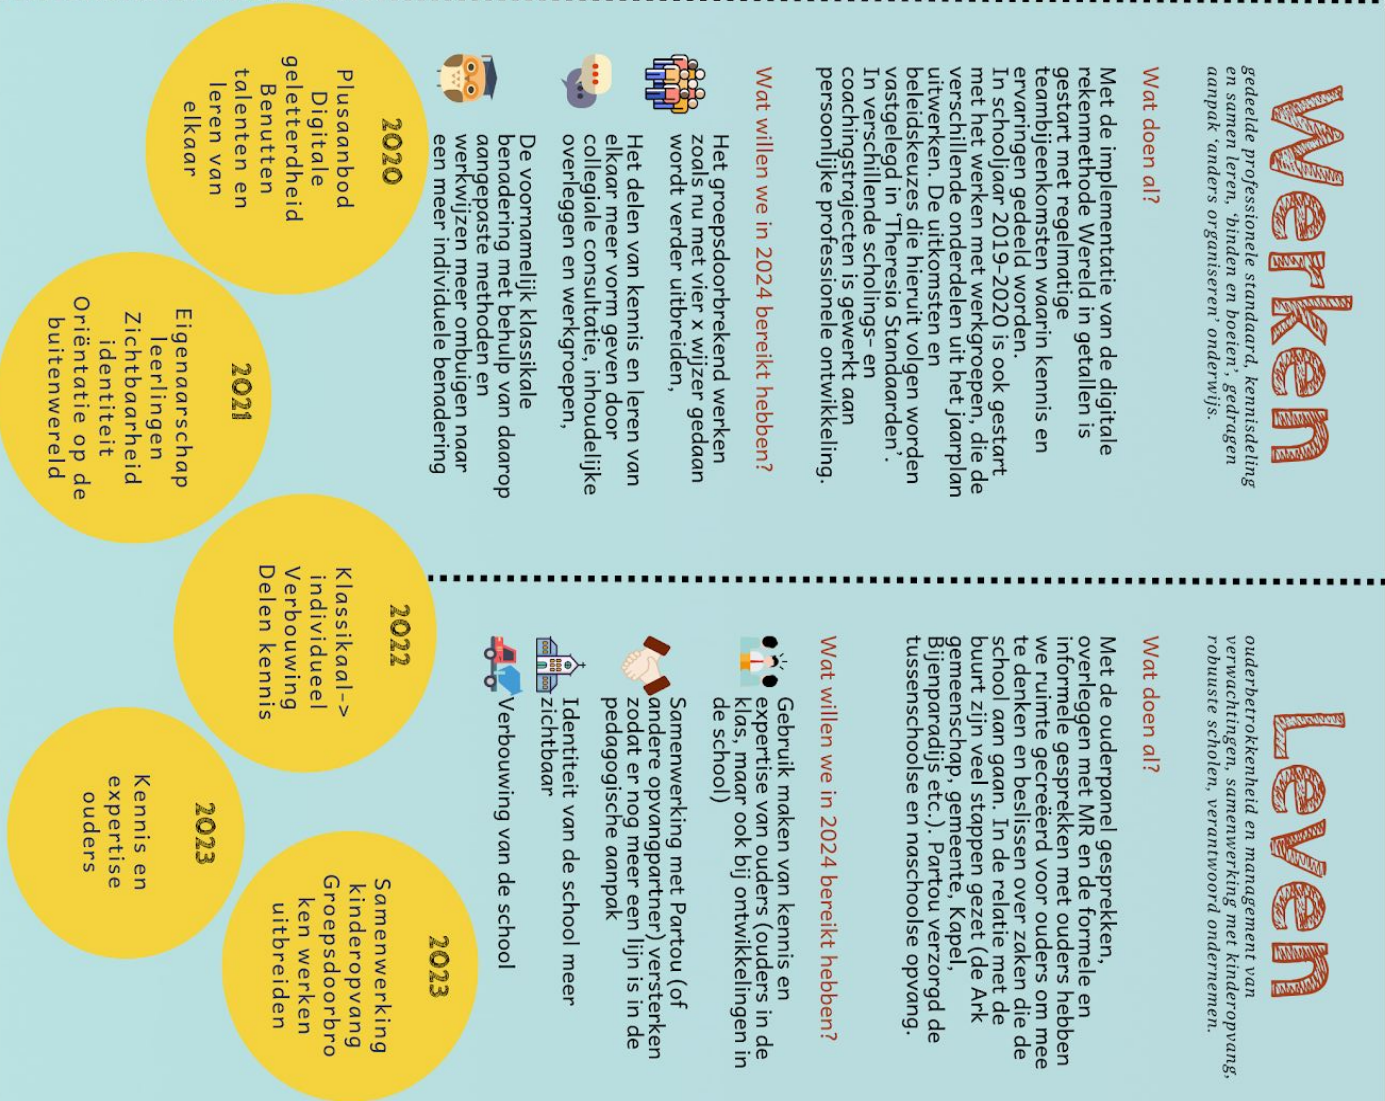 Werken
gedeelde professionele standaard, kennisdeling
en samen leren, 'binden en boeien', gedragen
aanpak 'anders organiseren' onderwijs.
Wat doen al?
Met de implementatie van de digitale
rekenmethode Wereld in getallen is
gestart met regelmatige
teambijeenkomsten waarin kennis en
ervaringen gedeeld worden.
In schooljaar 2019-2020 is ook gestart
met het werken met werkgroepen, die de
verschillende onderdelen uit het jaarplan
uitwerken. De uitkomsten en
beleidskeuzes die hieruit volgen worden
vastgelegd in 'Theresia Standaarden'.
In verschillende scholings- en
coachingstrajecten is gewerkt aan
persoonlijke professionele ontwikkeling.
Wat willen we in 2024 bereikt hebben?
Het groepsdoorbrekend werken
zoals nu met vier x wijzer gedaan
wordt verder uitbreiden,
Het delen van kennis en leren van
elkaar meer vorm geven door
collegiale consultatie, inhoudelijke
overleggen en werkgroepen,
De voornamelijk klassikale
benadering met behulp van daarop
aangepaste methoden en
werkwijzen meer ombuigen naar
een meer individuele benadering
Leven
ouderbetrokkenheid en management van
verwachtingen, samenwerking met kinderopvang,
robuuste scholen, verantwoord ondernemen.
Wat doen al?
Met de ouderpanel gesprekken,
overleggen met MR en de formele en
informele gesprekken met ouders hebben
we ruimte gecreëerd voor ouders om mee
te denken en beslissen over zaken die de
school aan gaan. In de relatie met de
buurt zijn veel stappen gezet (de Ark
gemeenschap, gemeente, Kapel,
Bijenparadijs etc.). Partou verzorgd de
tussenschoolse en naschoolse opvang.
Wat willen we in 2024 bereikt hebben?
Gebruik maken van kennis en
expertise van ouders (ouders in de
klas, maar ook bij ontwikkelingen in
de school)
Samenwerking met Partou (of
andere opvangpartner) versterken
zodat er nog meer een lijn is in de
pedagogische aanpak
Identiteit van de school meer
zichtbaar
Verbouwing van de school
2020
Plusaanbod
Digitale
geletterdheid
Benutten
talenten en
leren van
elkaar
2021
Eigenaarschap
leerlingen
Zichtbaarheid
identiteit
Oriëntatie op de
buitenwereld
2022
Klassikaal->
individueel
Verbouwing
Delen kennis
2023
Kennis en
expertise
ouders
2023
Samenwerking
kinderopvang
Groepsdoorbro
ken werken
uitbreiden